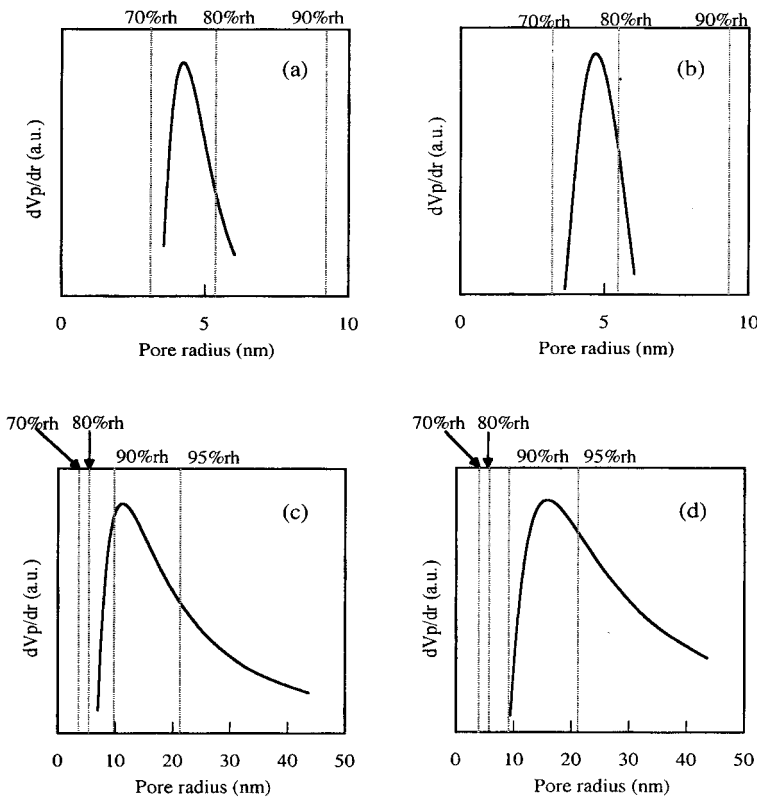 70%rh 80%rh 90%rh
(a)
dVp/dr (a.u.)
0 5 10
Pore radius (nm)
70%rh 80%rh 90%rh
(b)
dVp/dr (a.u.)
0 5 10
Pore radius (nm)
70%rh 80%rh
90%rh 95%rh
(c)
dVp/dr (a.u.)
0 10 20 30 40 50
Pore radius (nm)
70%rh 80%rh
90%rh 95%rh
(d)
dVp/dr (a.u.)
0 10 20 30 40 50
Pore radius (nm)